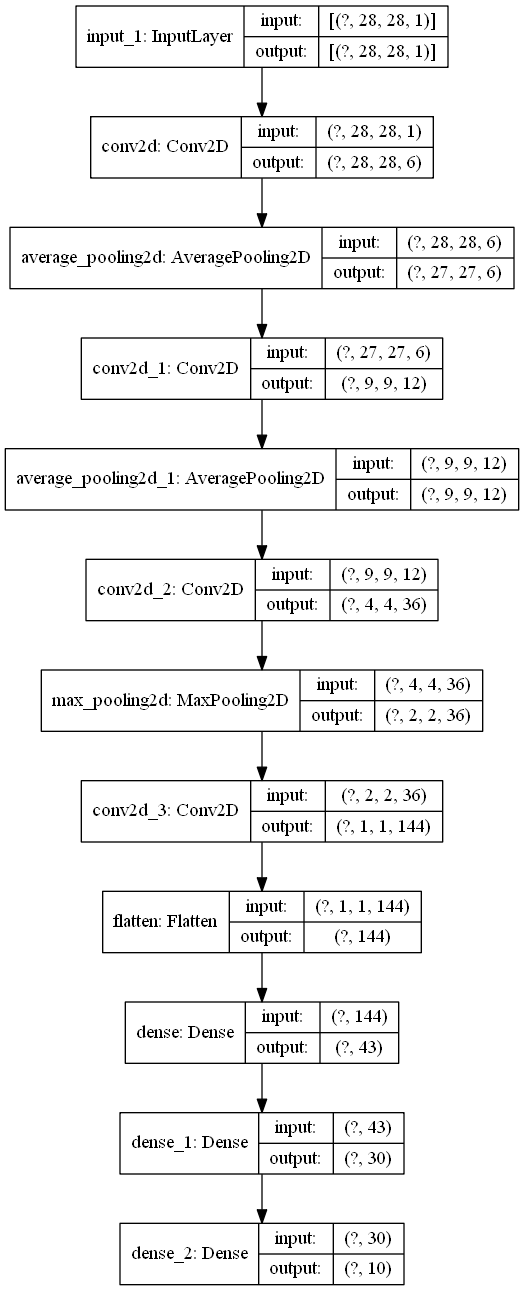 input_1: InputLayer
input: [(?, 28, 28, 1)]
output: [(?, 28, 28, 1)]
conv2d: Conv2D
input: (?, 28, 28, 1)
output: (?, 28, 28, 6)
average_pooling2d: AveragePooling2D
input: (?, 28, 28, 6)
output: (?, 27, 27, 6)
conv2d_1: Conv2D
input: (?, 27, 27, 6)
output: (?, 9, 9, 12)
average_pooling2d_1: AveragePooling2D
input: (?, 9, 9, 12)
output: (?, 9, 9, 12)
conv2d_2: Conv2D
input: (?, 9, 9, 12)
output: (?, 4, 4, 36)
max_pooling2d: MaxPooling2D
input: (?, 4, 4, 36)
output: (?, 2, 2, 36)
conv2d_3: Conv2D
input: (?, 2, 2, 36)
output: (?, 1, 1, 144)
flatten: Flatten
input: (?, 1, 1, 144)
output: (?, 144)
dense: Dense
input: (?, 144)
output: (?, 43)
dense_1: Dense
input: (?, 43)
output: (?, 30)
dense_2: Dense
input: (?, 30)
output: (?, 10)